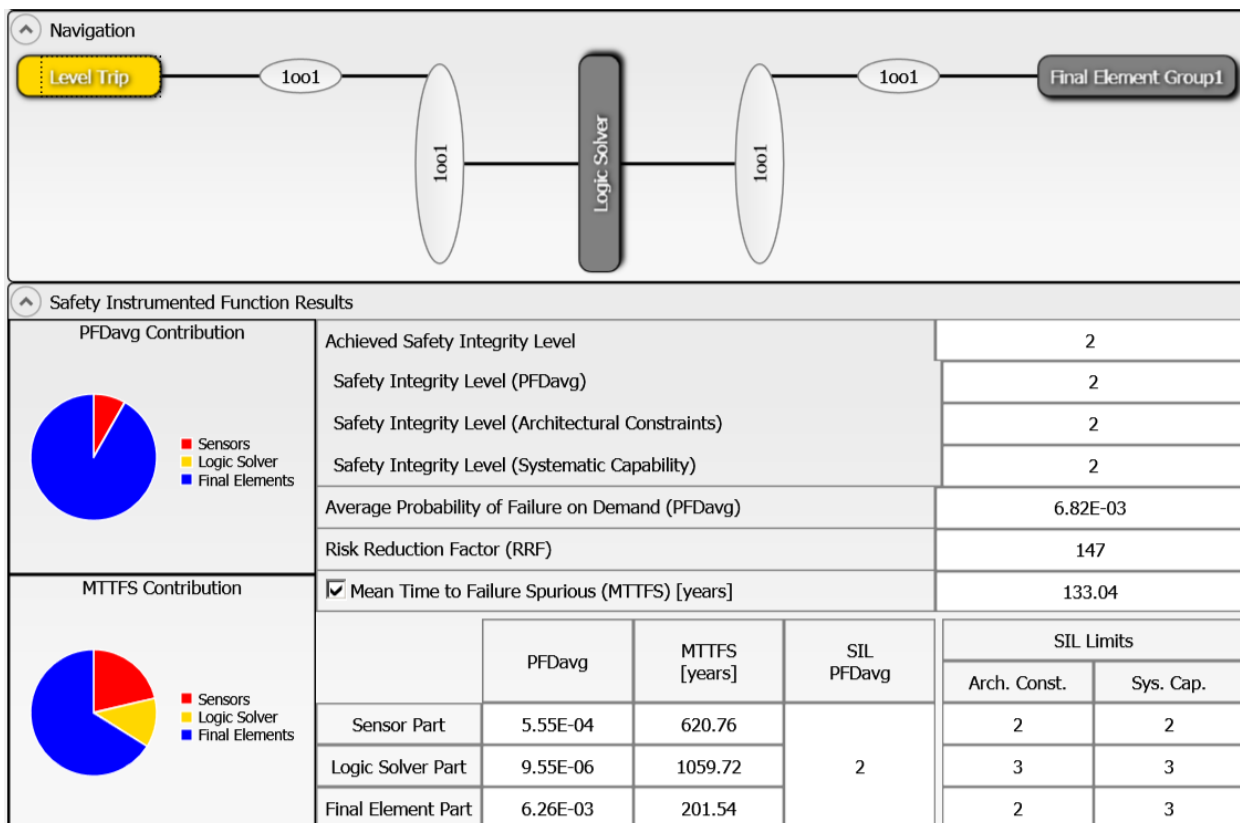 Navigation
Level Trip
1oo1
1oo1
Logic Solver
1oo1
1oo1
Final Element Group1
Safety Instrumented Function Results
PFDavg Contribution
Sensors
Logic Solver
Final Elements
MTTFS Contribution
Sensors
Logic Solver
Final Elements
Achieved Safety Integrity Level 2
Safety Integrity Level (PFDavg) 2
Safety Integrity Level (Architectural Constraints) 2
Safety Integrity Level (Systematic Capability) 2
Average Probability of Failure on Demand (PFDavg) 6.82E-03
Risk Reduction Factor (RRF) 147
Mean Time to Failure Spurious (MTTFS) [years] 133.04
PFDavg
MTTFS
[years]
SIL
PFDavg
SIL Limits
Arch. Const. Sys. Cap.
Sensor Part 5.55E-04 620.76 2 2
Logic Solver Part 9.55E-06 1059.72 2 3 3
Final Element Part 6.26E-03 201.54 2 3